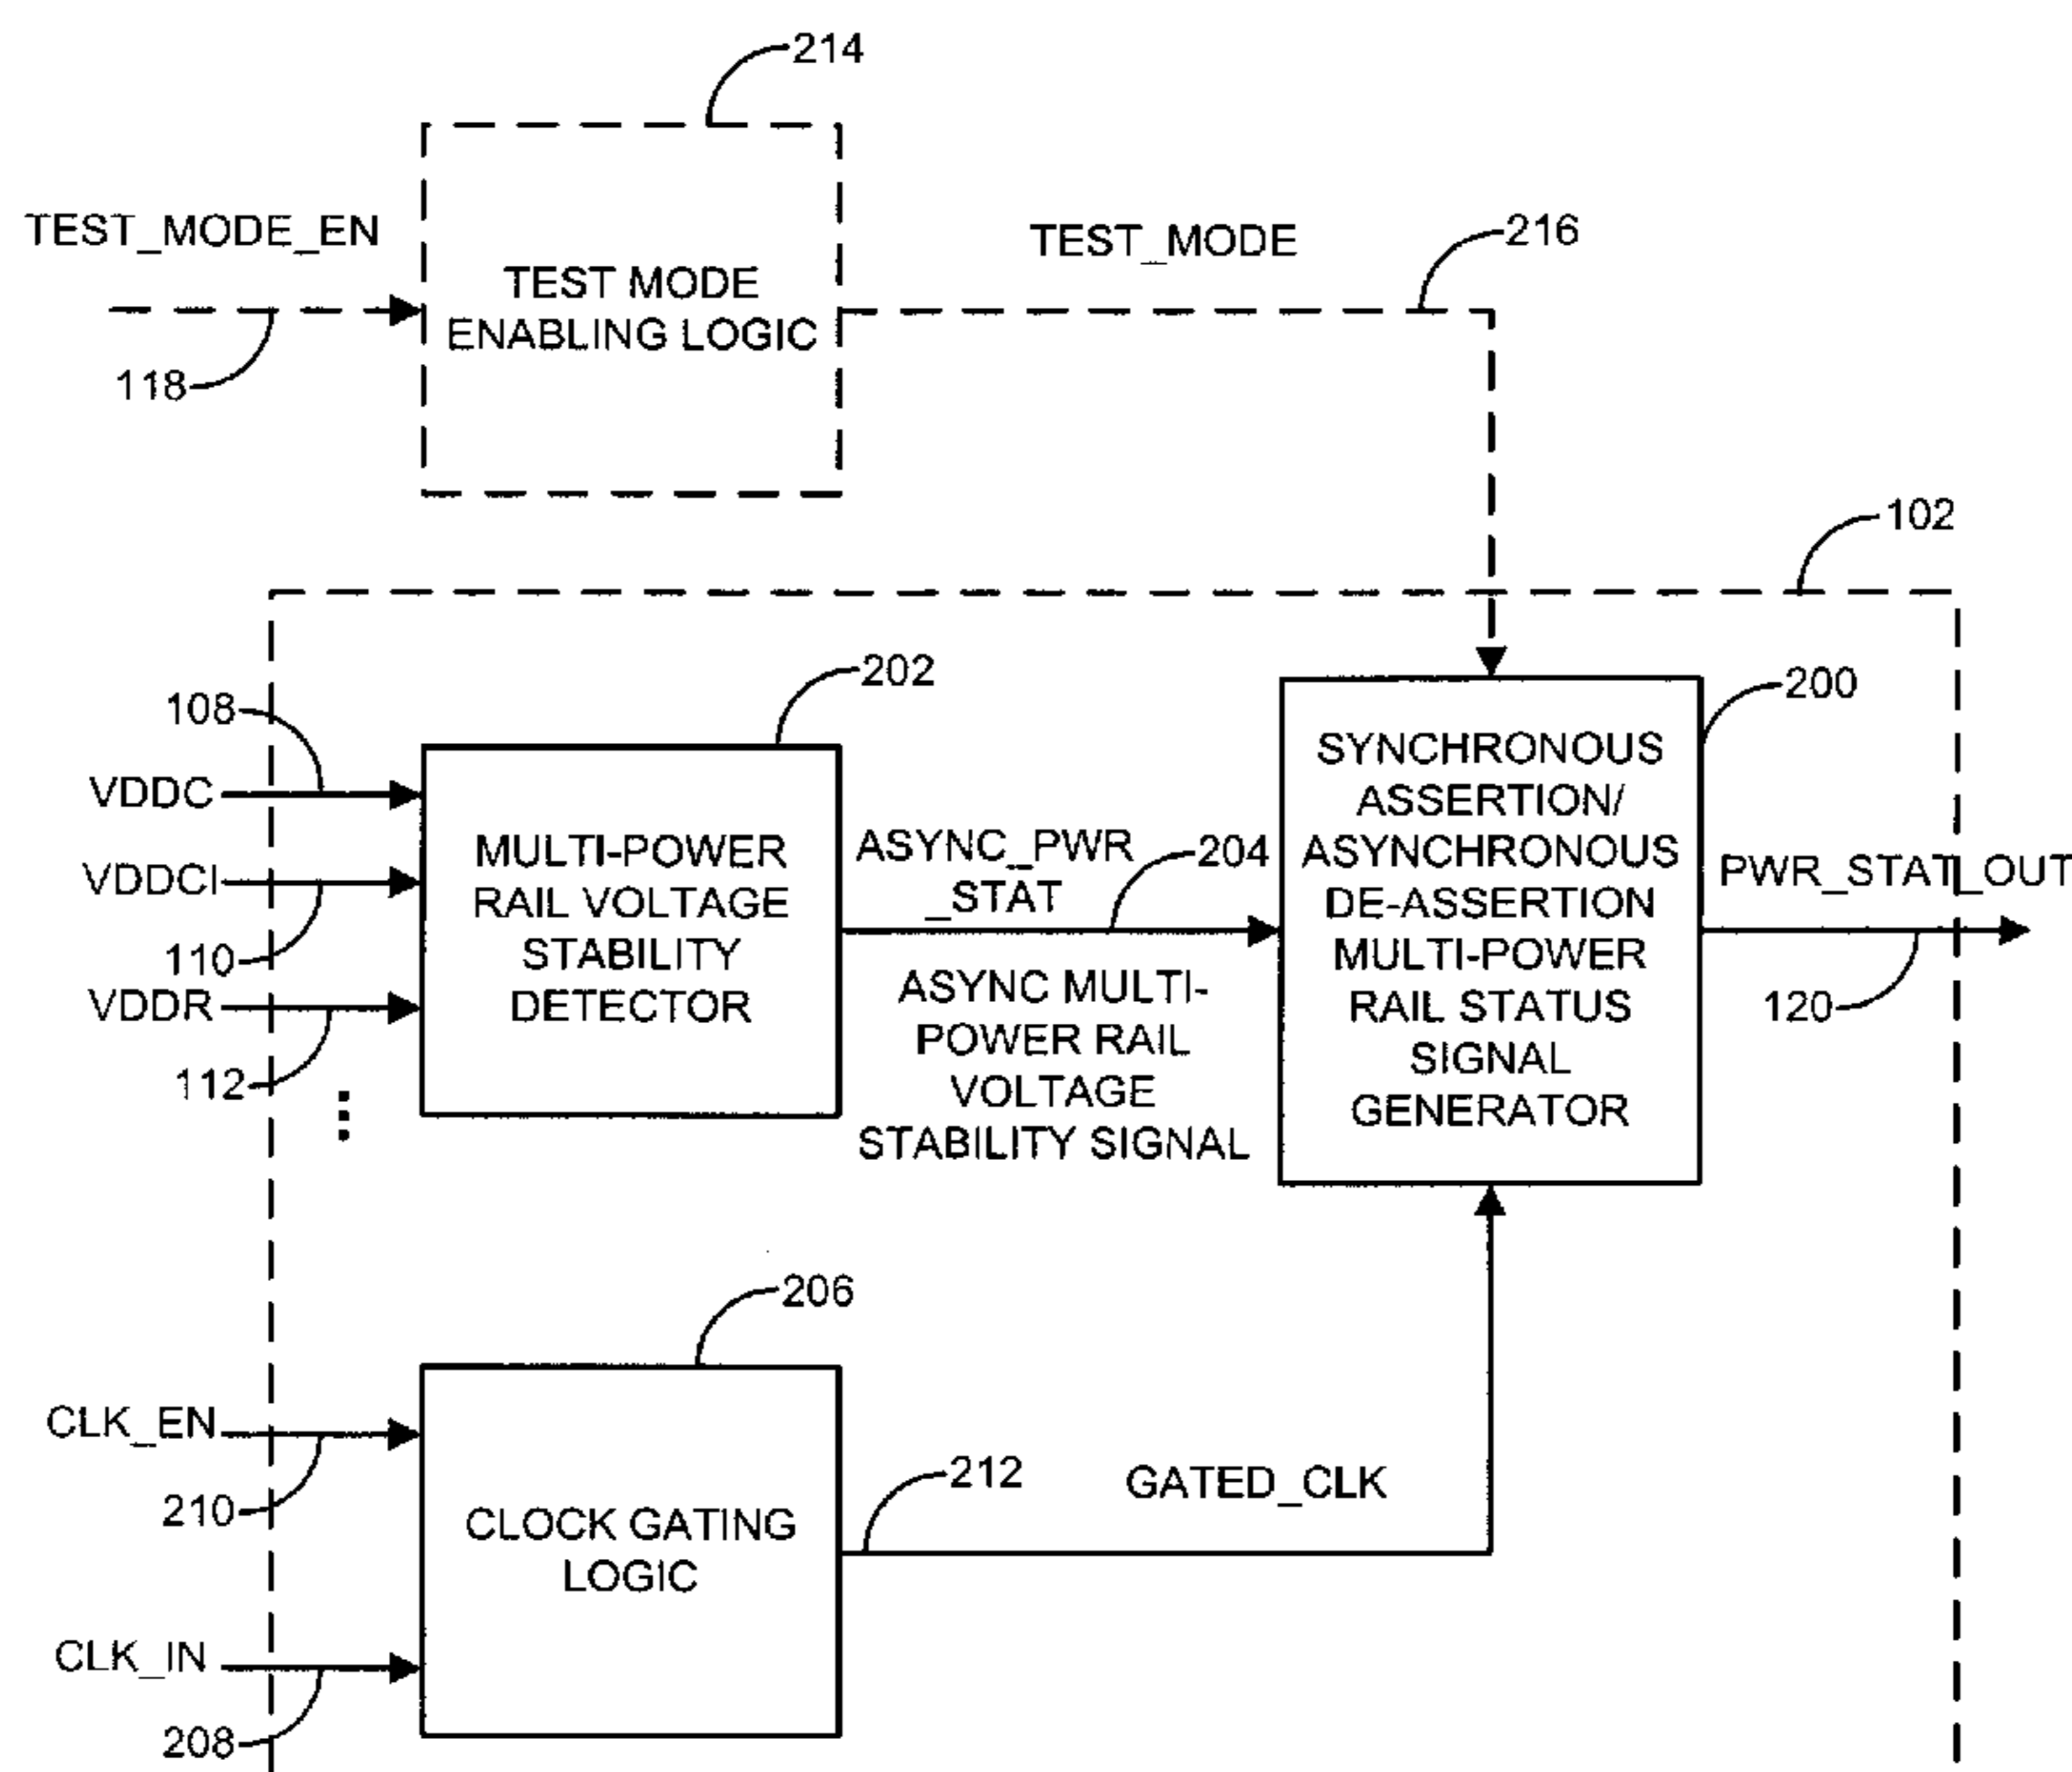 214
TEST_MODE_EN
TEST MODE
ENABLING LOGIC
118
TEST_MODE
216
102
202
200
108
VDDC
VDDCI
110
VDDR
112
MULTI-POWER
RAIL VOLTAGE
STABILITY
DETECTOR
ASYNC_PWR
_STAT
204
ASYNC MULTI-
POWER RAIL
VOLTAGE
STABILITY SIGNAL
SYNCHRONOUS
ASSERTION/
ASYNCHRONOUS
DE-ASSERTION
MULTI-POWER
RAIL STATUS
SIGNAL
GENERATOR
PWR_STAT_OUT
120
206
CLK_EN
210
CLOCK GATING
LOGIC
212
GATED_CLK
CLK_IN
208